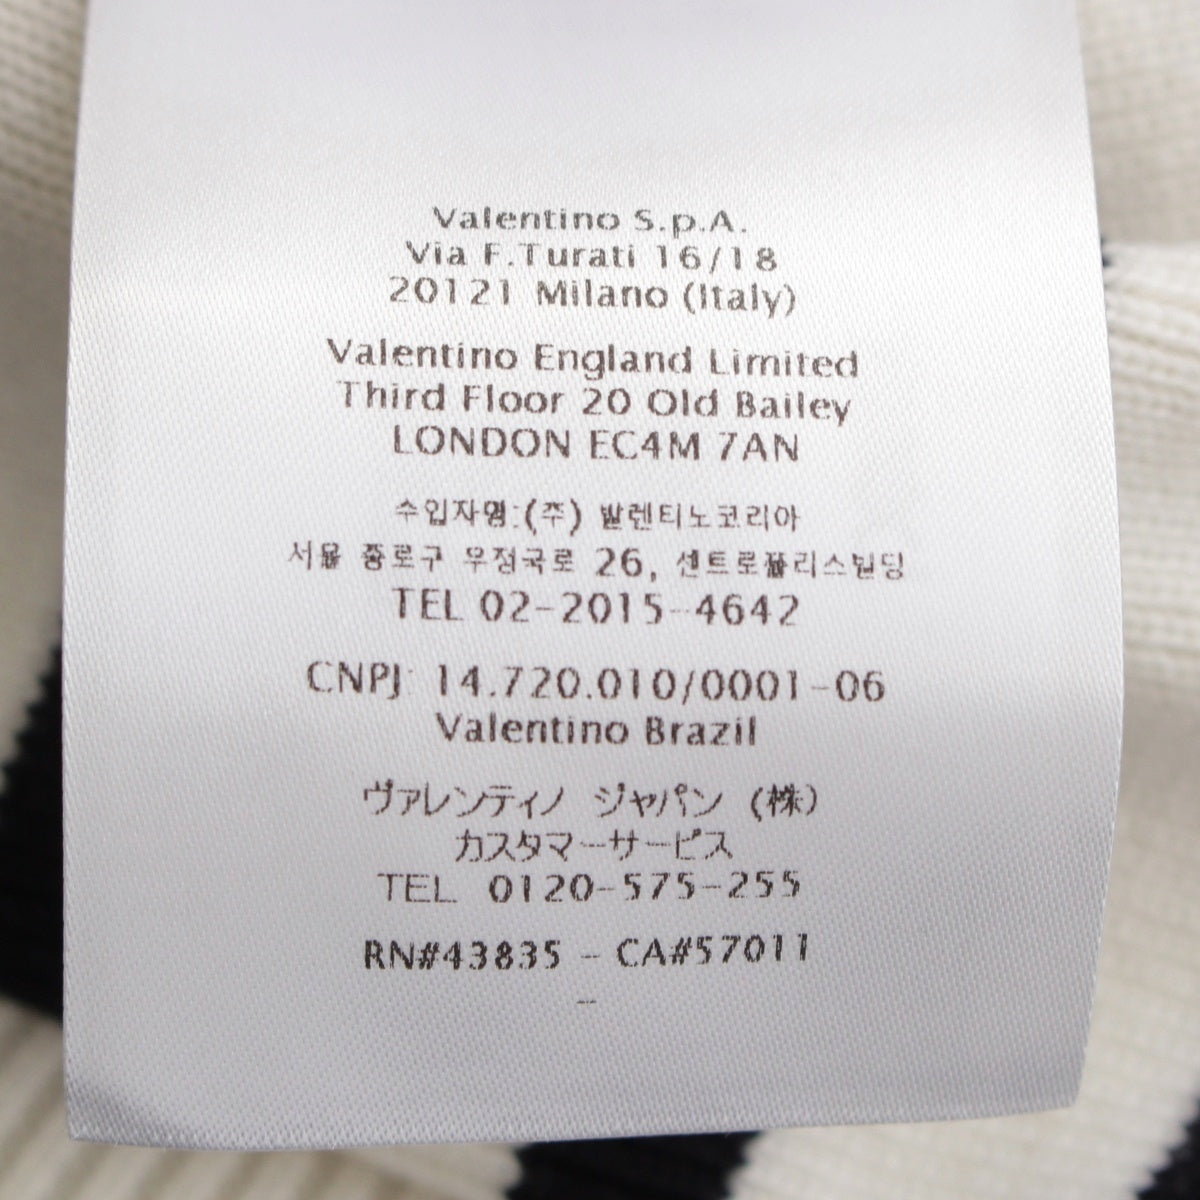 Valentino S.p.A.
Via F.Turati 16/18
20121 Milano (Italy)
Valentino England Limited
Third Floor 20 Old Bailey
LONDON EC4M 7AN
수입자명:(주) 발렌티노코리아
서울 종로구 우정국로 26, 센트로폴리스빌딩
TEL 02-2015-4642
CNPJ: 14.720.010/0001-06
Valentino Brazil
ヴァレンティノ ジャパン (株)
カスタマーサービス
TEL 0120-575-255
RN#43835 - CA#57011
-